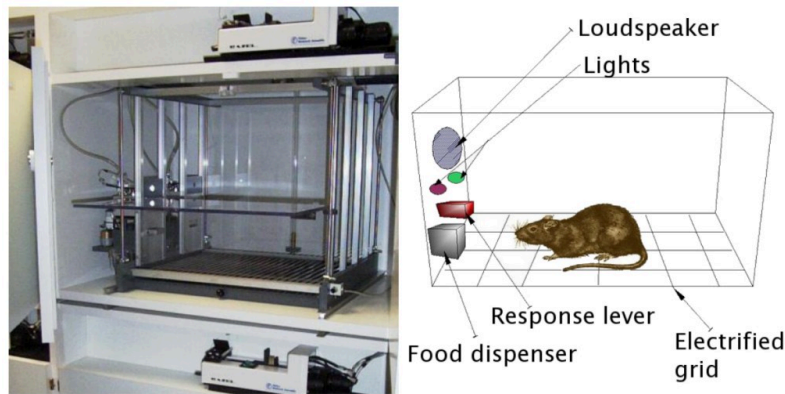 Loudspeaker
Lights
Response lever
Food dispenser
Electrified
grid